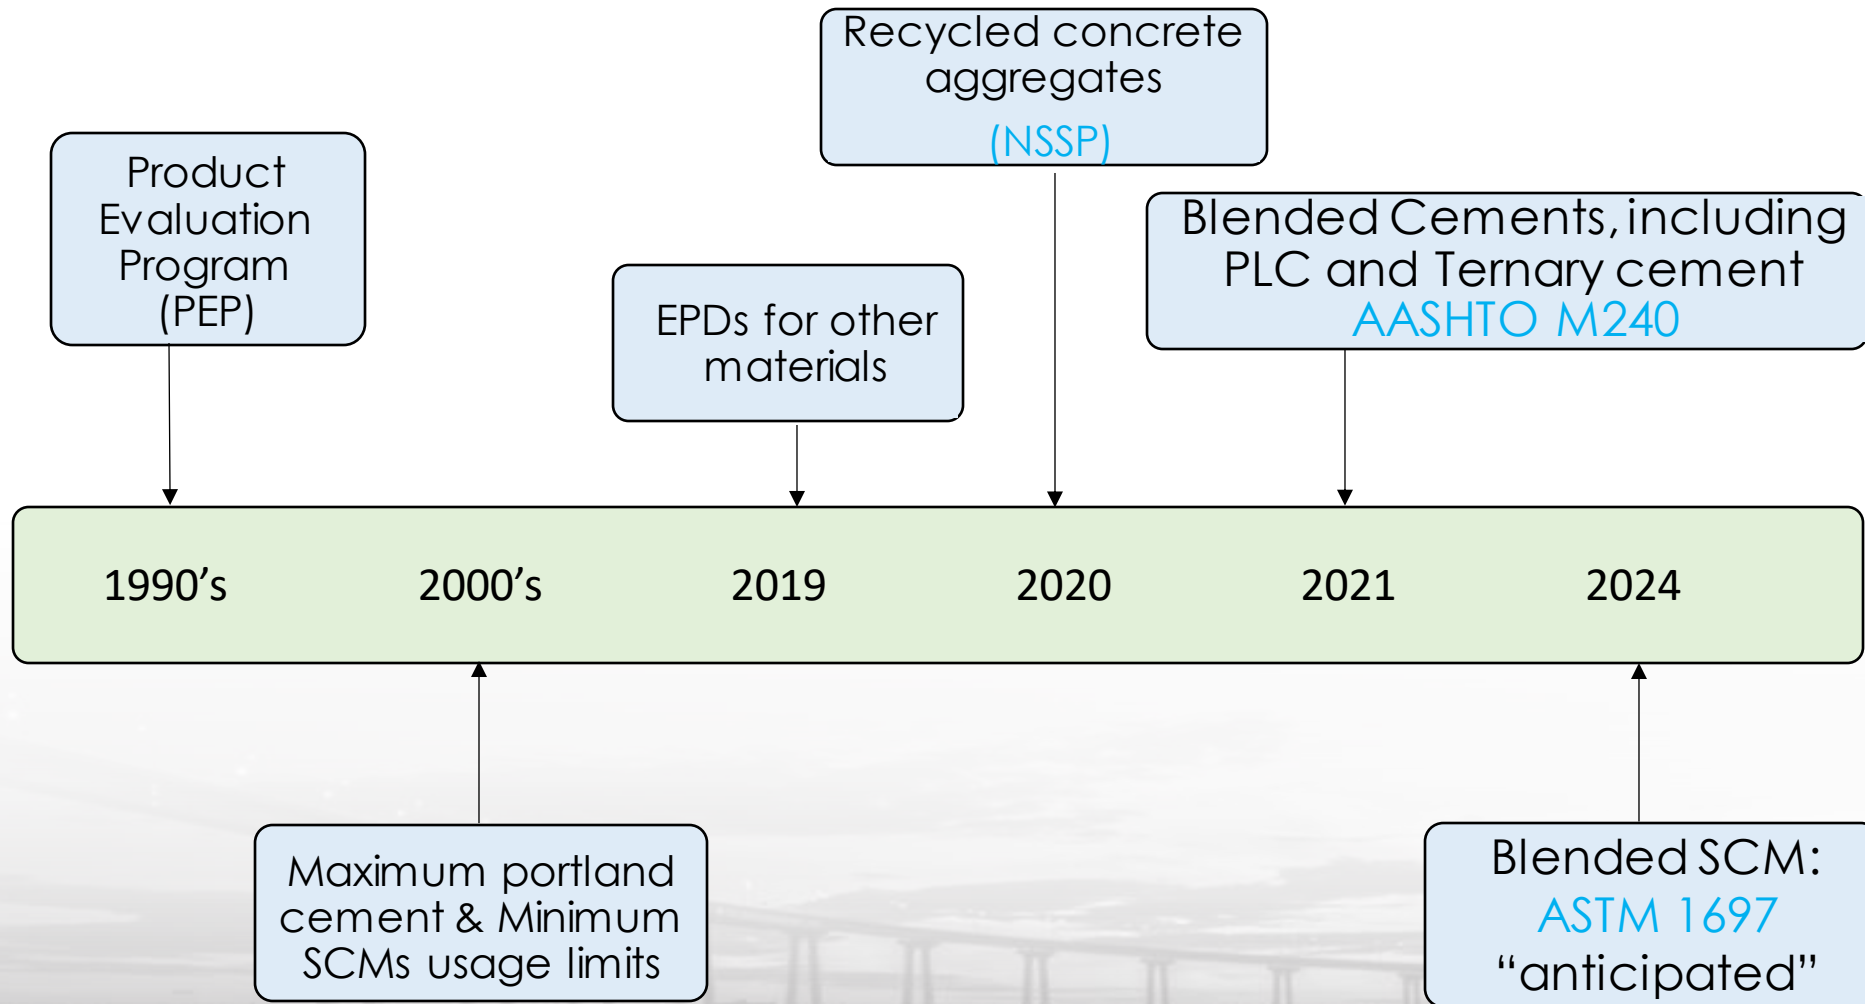 Recycled concrete
aggregates
(NSSP)
Product
Evaluation
Program
(PEP)
Blended Cements, including
PLC and Ternary cement
AASHTO M240
EPDs for other
materials
1990’s 2000’s 2019 2020 2021 2024
Maximum portland
cement & Minimum
SCMs usage limits
Blended SCM:
ASTM 1697
“anticipated”